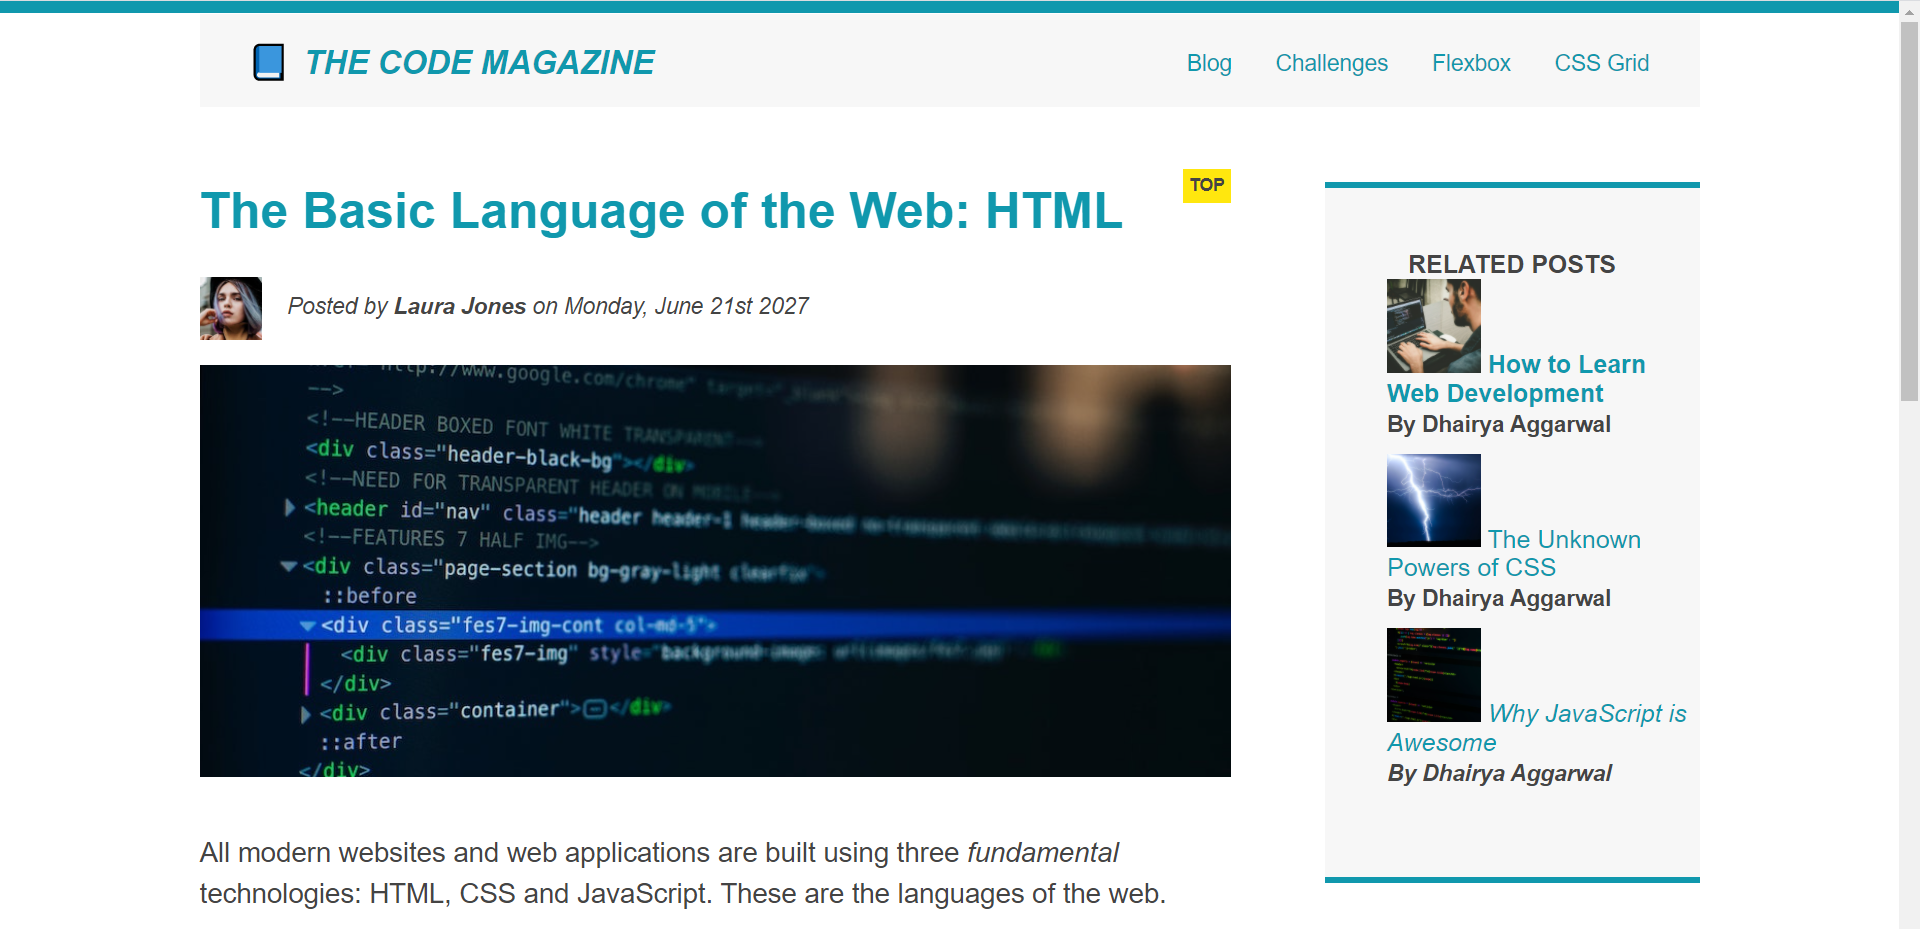 THE CODE MAGAZINE
Blog Challenges Flexbox CSS Grid
The Basic Language of the Web: HTML
TOP
Posted by Laura Jones on Monday, June 21st 2027
http://www.google.com/chrome" target="_blank"
-->
<!--HEADER BOXED FONT WHITE TRANSPARENT-->
<div class="header-black-bg"></div>
<!--NEED FOR TRANSPARENT HEADER ON MOBILE-->
<header id="nav" class="header header-1 header-boxed
<!--FEATURES 7 HALF IMG-->
<div class="page-section bg-gray-light clearfix">
::before
<div class="fes7-img-cont col-md-5">
<div class="fes7-img" style="background-image:
</div>
<div class="container"></div>
::after
</div>
All modern websites and web applications are built using three fundamental
technologies: HTML, CSS and JavaScript. These are the languages of the web.
RELATED POSTS
How to Learn
Web Development
By Dhairya Aggarwal
The Unknown
Powers of CSS
By Dhairya Aggarwal
Why JavaScript is
Awesome
By Dhairya Aggarwal